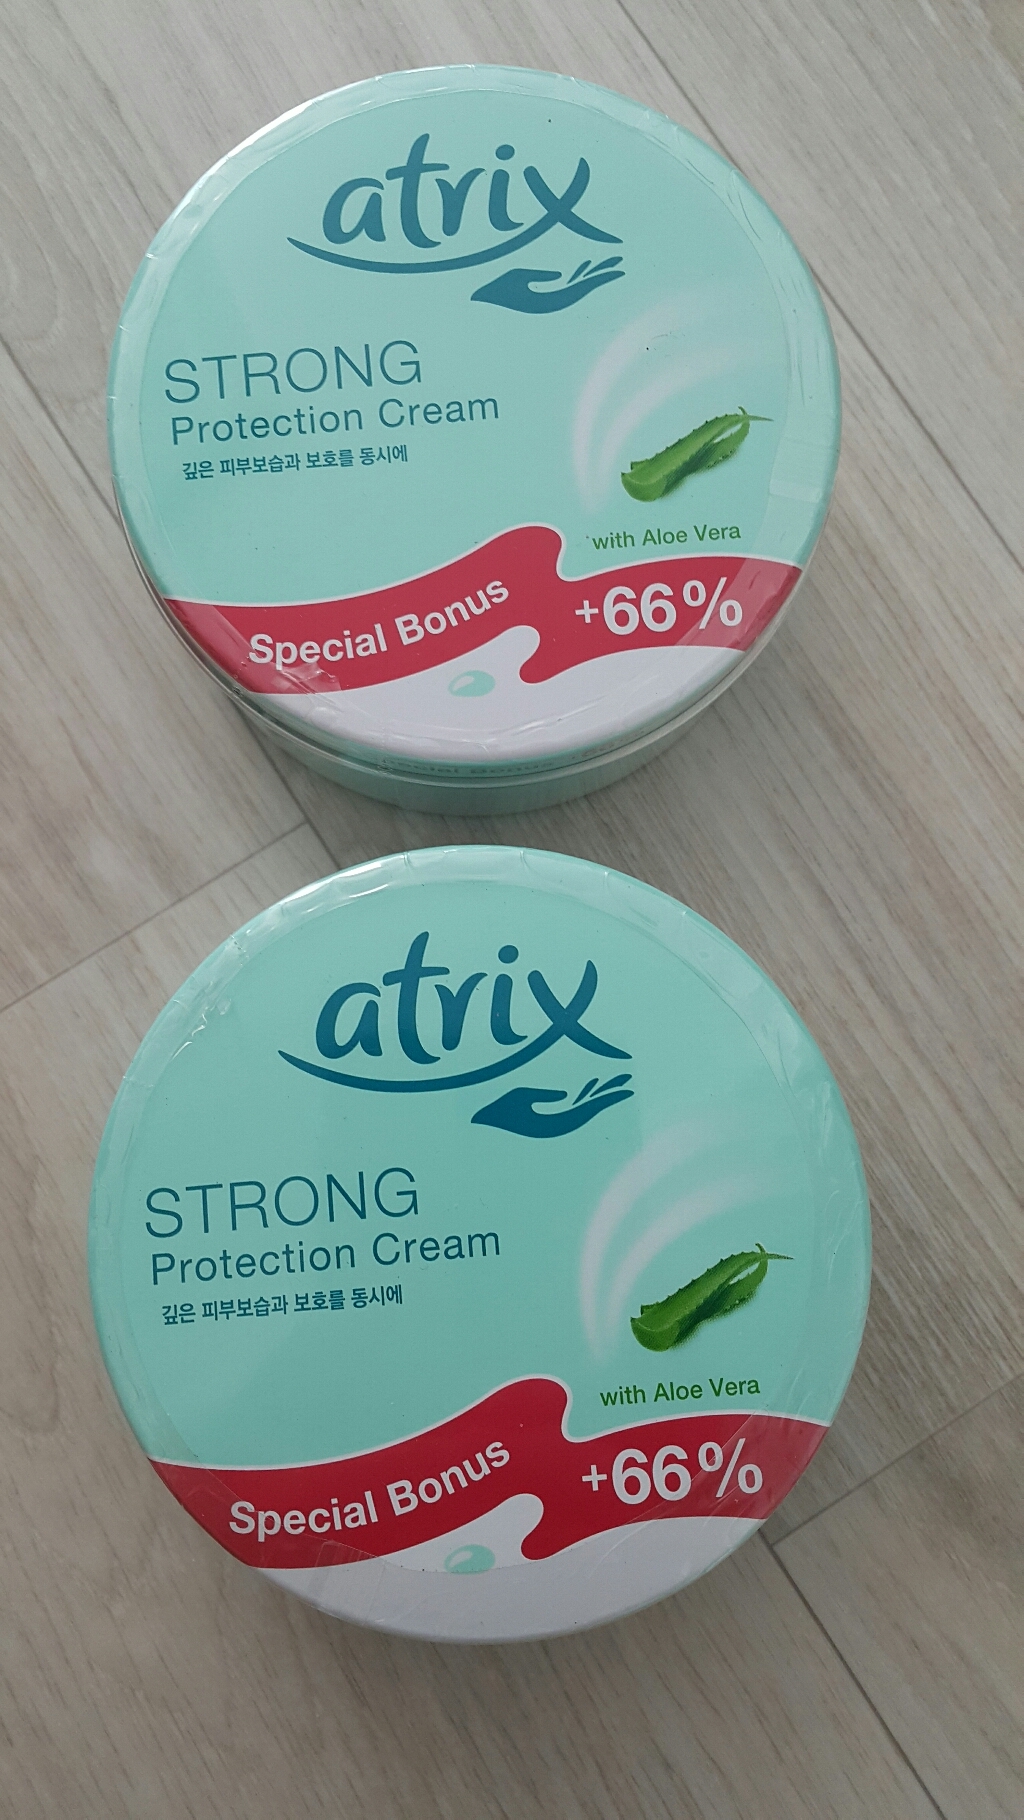 atrix
STRONG
Protection Cream
깊은 피부보습과 보호를 동시에
with Aloe Vera
Special Bonus +66%
atrix
STRONG
Protection Cream
깊은 피부보습과 보호를 동시에
with Aloe Vera
Special Bonus +66%